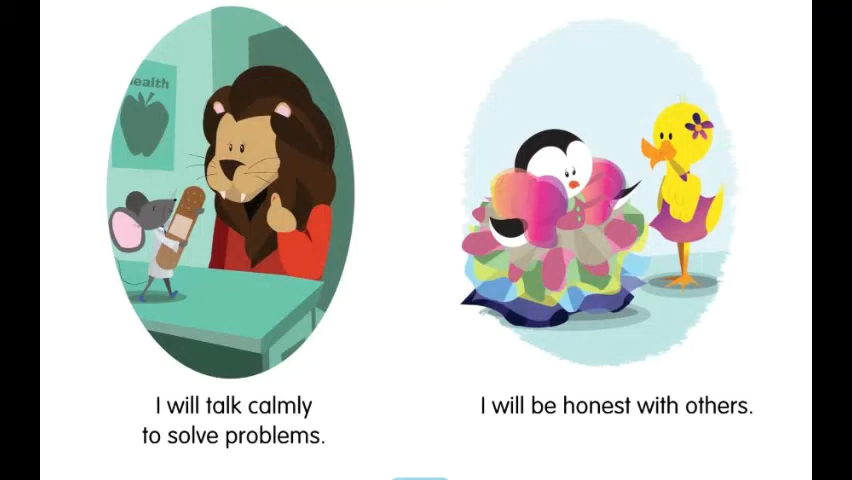 ealth
I will talk calmly
to solve problems.
I will be honest with others.